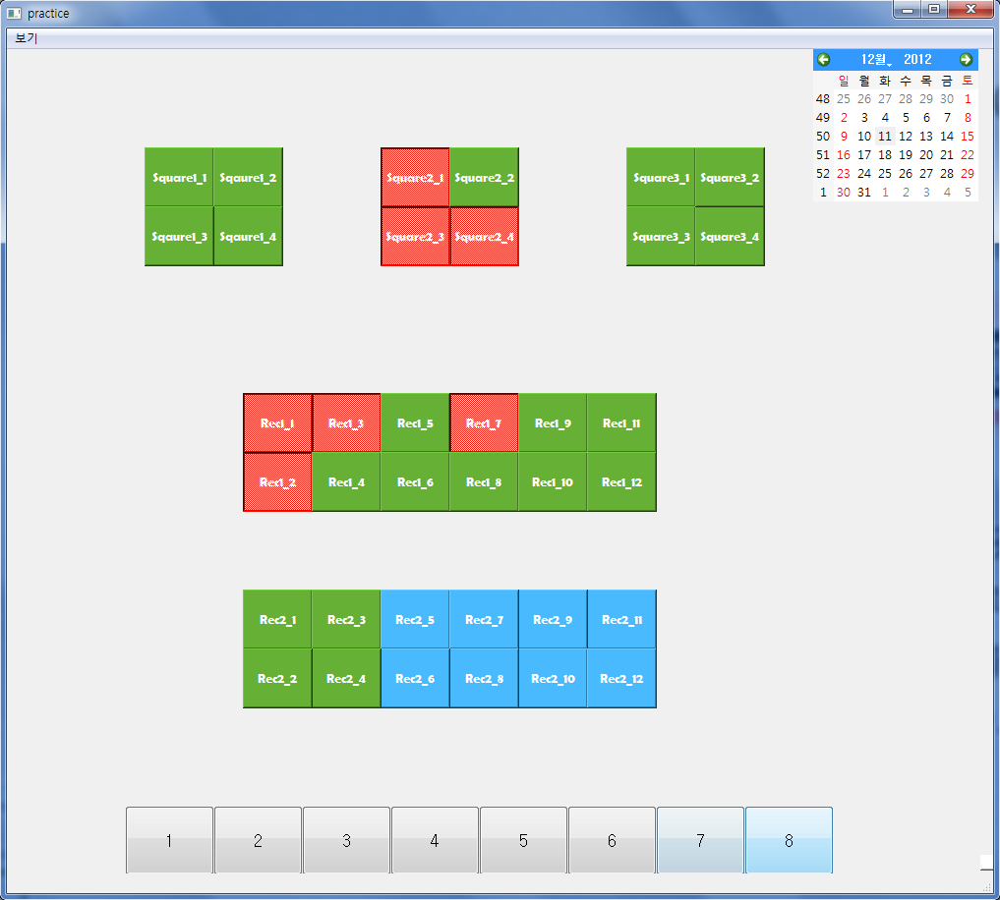 practice
보기
12월 2012
일 월 화 수 목 금 토
48 25 26 27 28 29 30 1
49 2 3 4 5 6 7 8
50 9 10 11 12 13 14 15
51 16 17 18 19 20 21 22
52 23 24 25 26 27 28 29
1 30 31 1 2 3 4 5
Square1_1 Sqaure1_2 Square2_1 Square2_2 Square3_1 Square3_2
Sqaure1_3 Sqaure1_4 Square2_3 Square2_4 Square3_3 Square3_4
Rec1_1 Rec1_3 Rec1_5 Rec1_7 Rec1_9 Rec1_11
Rec1_2 Rec1_4 Rec1_6 Rec1_8 Rec1_10 Rec1_12
Rec2_1 Rec2_3 Rec2_5 Rec2_7 Rec2_9 Rec2_11
Rec2_2 Rec2_4 Rec2_6 Rec2_8 Rec2_10 Rec2_12
1 2 3 4 5 6 7 8